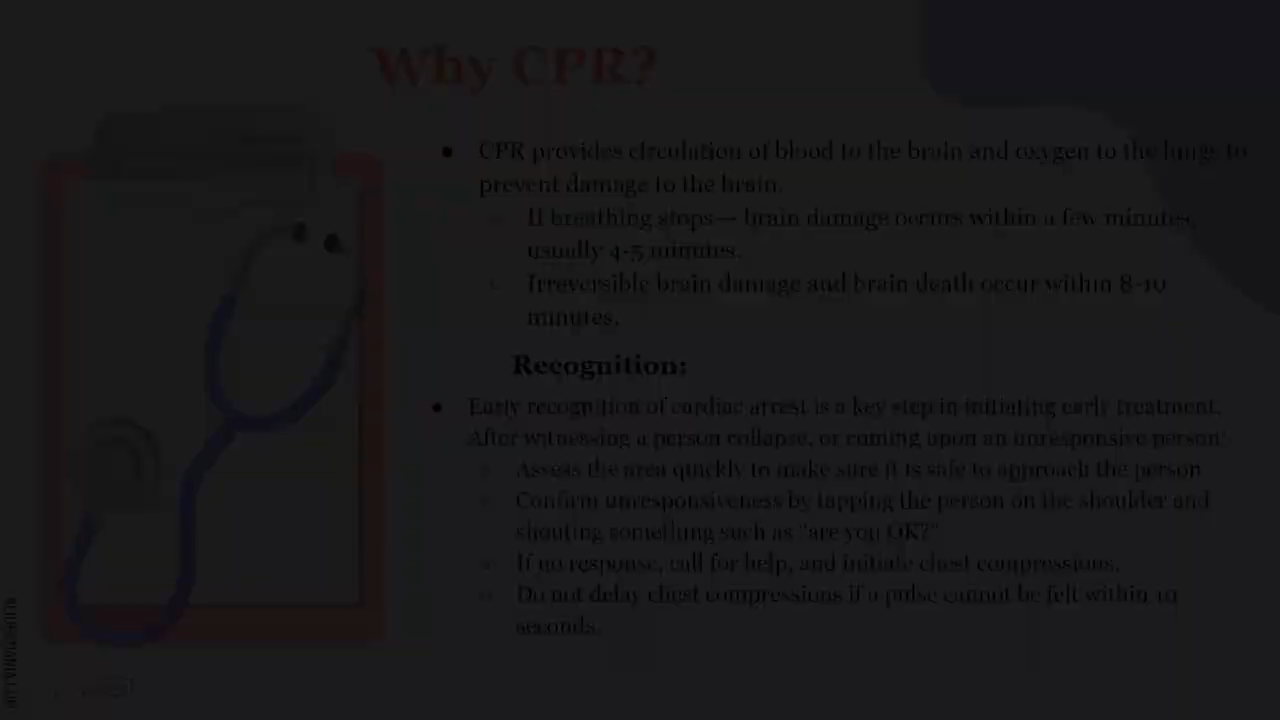 Why CPR?
CPR provides circulation of blood to the brain and oxygen to the lungs to
prevent damage to the brain.
If breathing stops— brain damage occurs within a few minutes,
usually 4-5 minutes.
Irreversible brain damage and brain death occur within 8-10
minutes.
Recognition:
Early recognition of cardiac arrest is a key step in initiating early treatment.
After witnessing a person collapse, or coming upon an unresponsive person:
Assess the area quickly to make sure it is safe to approach the person
Confirm unresponsiveness by tapping the person on the shoulder and
shouting something such as "are you OK?"
If no response, call for help, and initiate chest compressions.
Do not delay chest compressions if a pulse cannot be felt within 10
seconds.